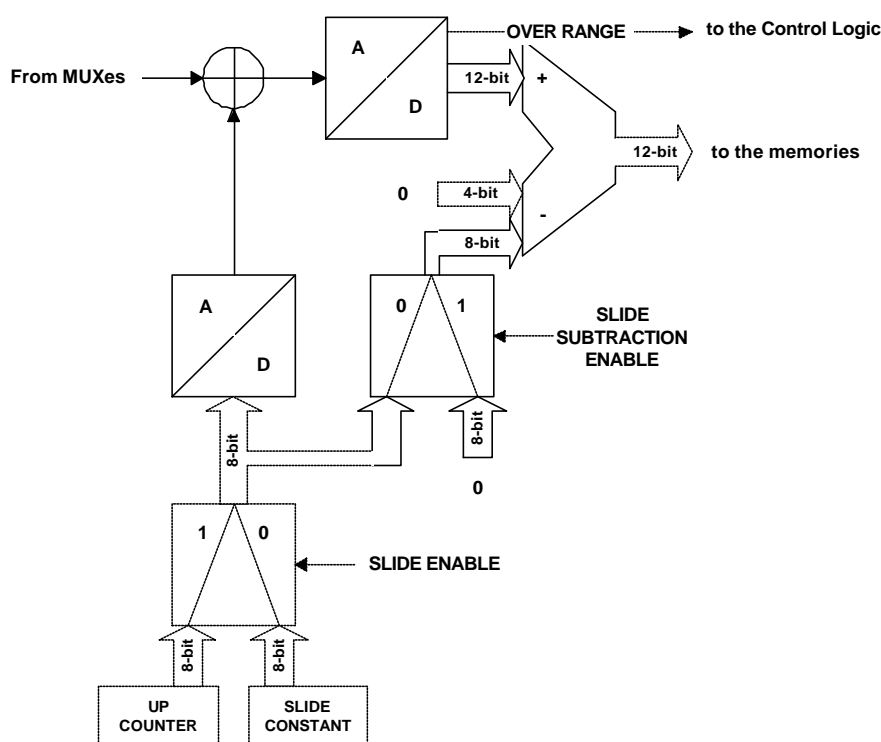 OVER RANGE
to the Control Logic
A
From MUXes
12-bit
+
D
12-bit
to the memories
0
4-bit
-
8-bit
A
0
1
SLIDE
SUBTRACTION
ENABLE
D
8-bit
8-bit
0
1
0
SLIDE ENABLE
8-bit
8-bit
UP
COUNTER
SLIDE
CONSTANT